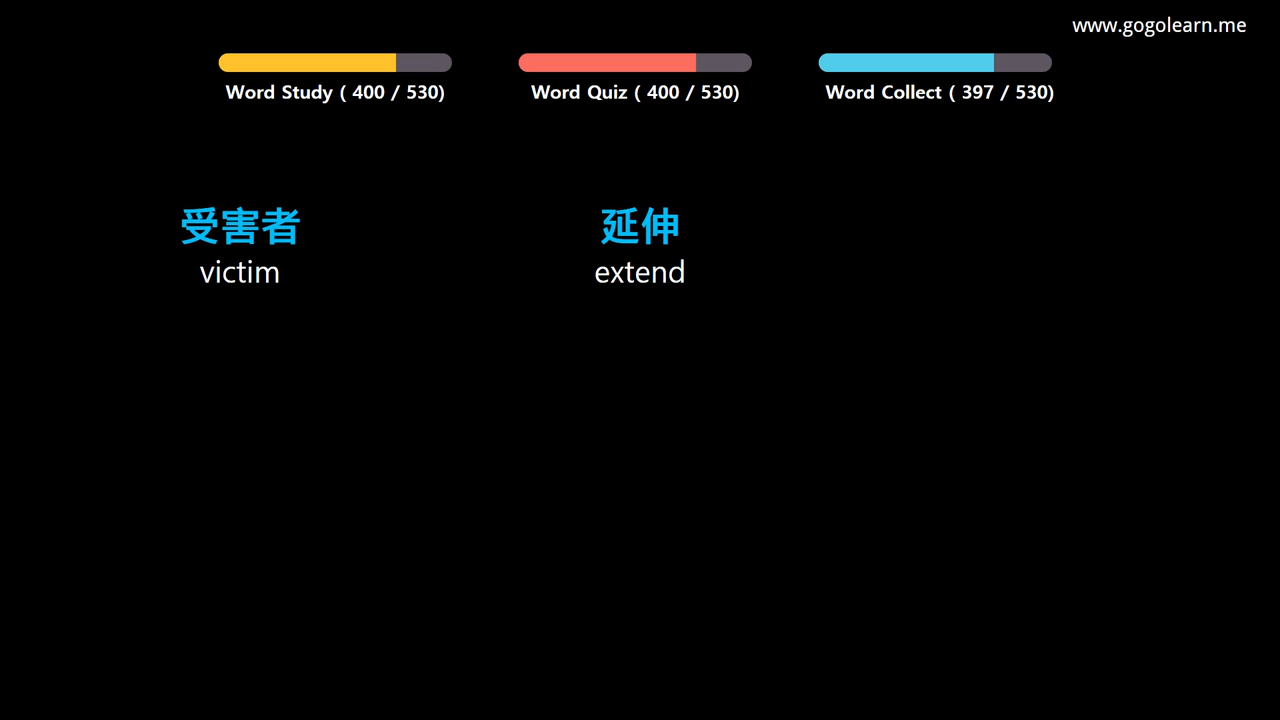 www.gogolearn.me
Word Study ( 400 / 530)
Word Quiz ( 400 / 530)
Word Collect ( 397 / 530)
受害者
victim
延伸
extend